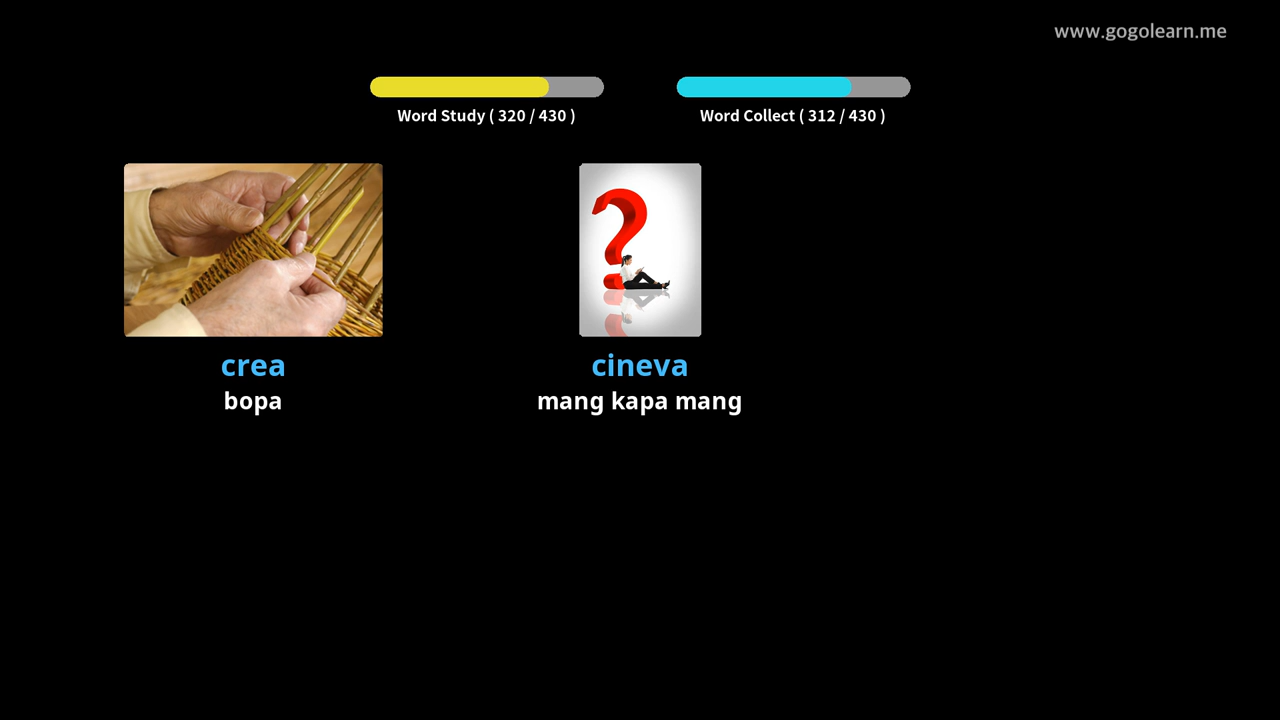 www.gogolearn.me
Word Study ( 320 / 430 )
Word Collect ( 312 / 430 )
crea
bopa
cineva
mang kapa mang